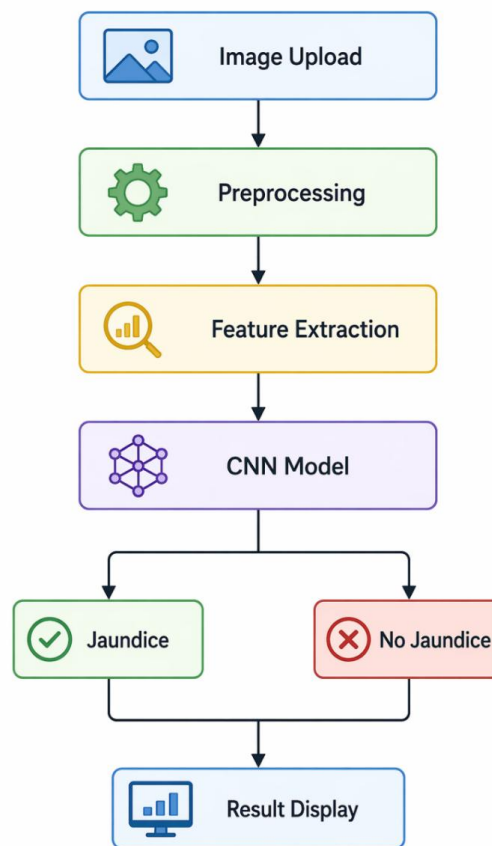 Image Upload
Preprocessing
Feature Extraction
CNN Model
Jaundice
No Jaundice
Result Display